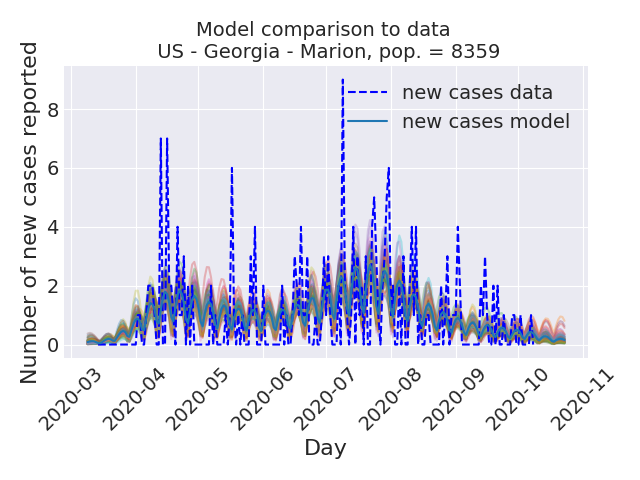 Model comparison to data
US - Georgia - Marion, pop. = 8359
Number of new cases reported
8
6
4
2
0
new cases data
new cases model
2020-03
2020-04
2020-05
2020-06
2020-07
2020-08
2020-09
2020-10
2020-11
Day